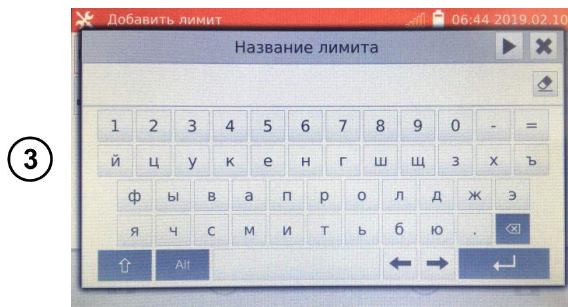 Добавить лимит 06:44 2019.02.10
Название лимита
3
1 2 3 4 5 6 7 8 9 0 - =
й ц у к е н г ш щ з х ъ
ф ы в а п р о л д ж э
я ч с м и т ь б ю .
Alt